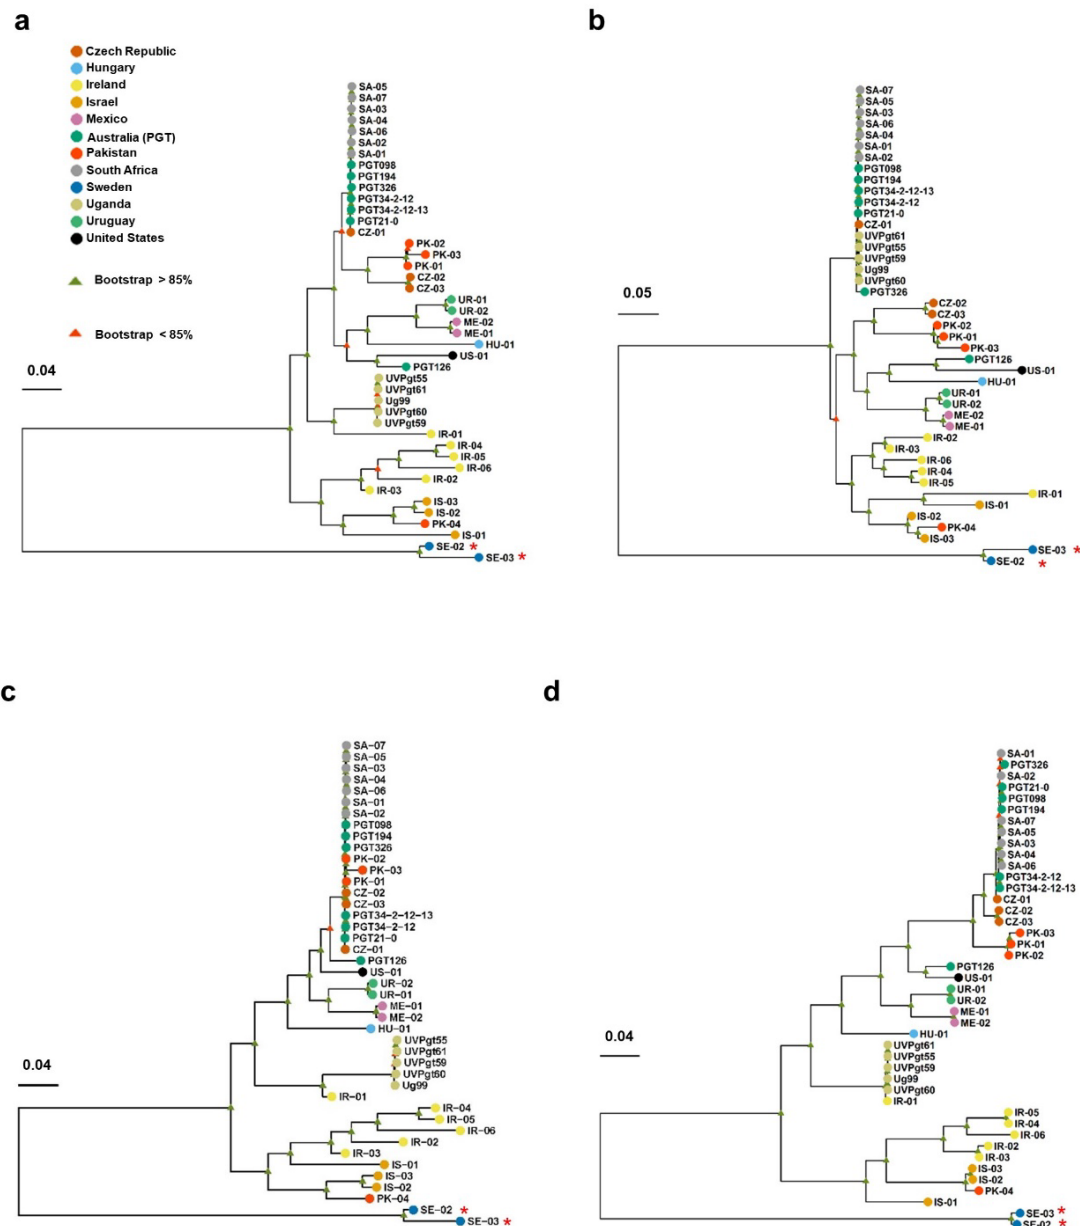 a
Czech Republic
Hungary
Ireland
Israel
Mexico
Australia (PGT)
Pakistan
South Africa
Sweden
Uganda
Uruguay
United States
Bootstrap > 85%
Bootstrap < 85%
0.04
SA-05
SA-07
SA-03
SA-04
SA-06
SA-02
SA-01
PGT098
PGT194
PGT326
PGT34-2-12
PGT34-2-12-13
PGT21-0
CZ-01
PK-02
PK-03
PK-01
CZ-02
CZ-03
UR-01
UR-02
ME-02
ME-01
HU-01
US-01
PGT126
UVPgt55
UVPgt61
Ug99
UVPgt60
UVPgt59
IR-01
IR-04
IR-05
IR-06
IR-02
IR-03
IS-03
IS-02
PK-04
IS-01
SE-02 *
SE-03 *
b
0.05
SA-07
SA-05
SA-03
SA-06
SA-04
SA-01
SA-02
PGT098
PGT194
PGT34-2-12-13
PGT34-2-12
PGT21-0
CZ-01
UVPgt61
UVPgt55
UVPgt59
Ug99
UVPgt60
PGT326
CZ-02
CZ-03
PK-02
PK-01
PK-03
PGT126
US-01
HU-01
UR-01
UR-02
ME-02
ME-01
IR-02
IR-03
IR-06
IR-04
IR-05
IR-01
IS-01
IS-02
PK-04
IS-03
SE-03 *
SE-02 *
c
0.04
SA-07
SA-05
SA-03
SA-04
SA-06
SA-01
SA-02
PGT098
PGT194
PGT326
PK-02
PK-03
PK-01
CZ-02
CZ-03
PGT34-2-12-13
PGT34-2-12
PGT21-0
CZ-01
PGT126
US-01
UR-02
UR-01
ME-01
ME-02
HU-01
UVPgt55
UVPgt61
UVPgt59
UVPgt60
Ug99
IR-01
IR-04
IR-05
IR-06
IR-02
IR-03
IS-01
IS-03
IS-02
PK-04
SE-02 *
SE-03 *
d
0.04
SA-01
PGT326
SA-02
PGT21-0
PGT098
PGT194
SA-07
SA-05
SA-03
SA-04
SA-06
PGT34-2-12
PGT34-2-12-13
CZ-01
CZ-02
CZ-03
PK-03
PK-01
PK-02
PGT126
US-01
UR-01
UR-02
ME-01
ME-02
HU-01
UVPgt61
UVPgt55
UVPgt59
Ug99
UVPgt60
IR-01
IR-05
IR-04
IR-06
IR-02
IR-03
IS-03
IS-02
PK-04
IS-01
SE-03 *
SE-02 *